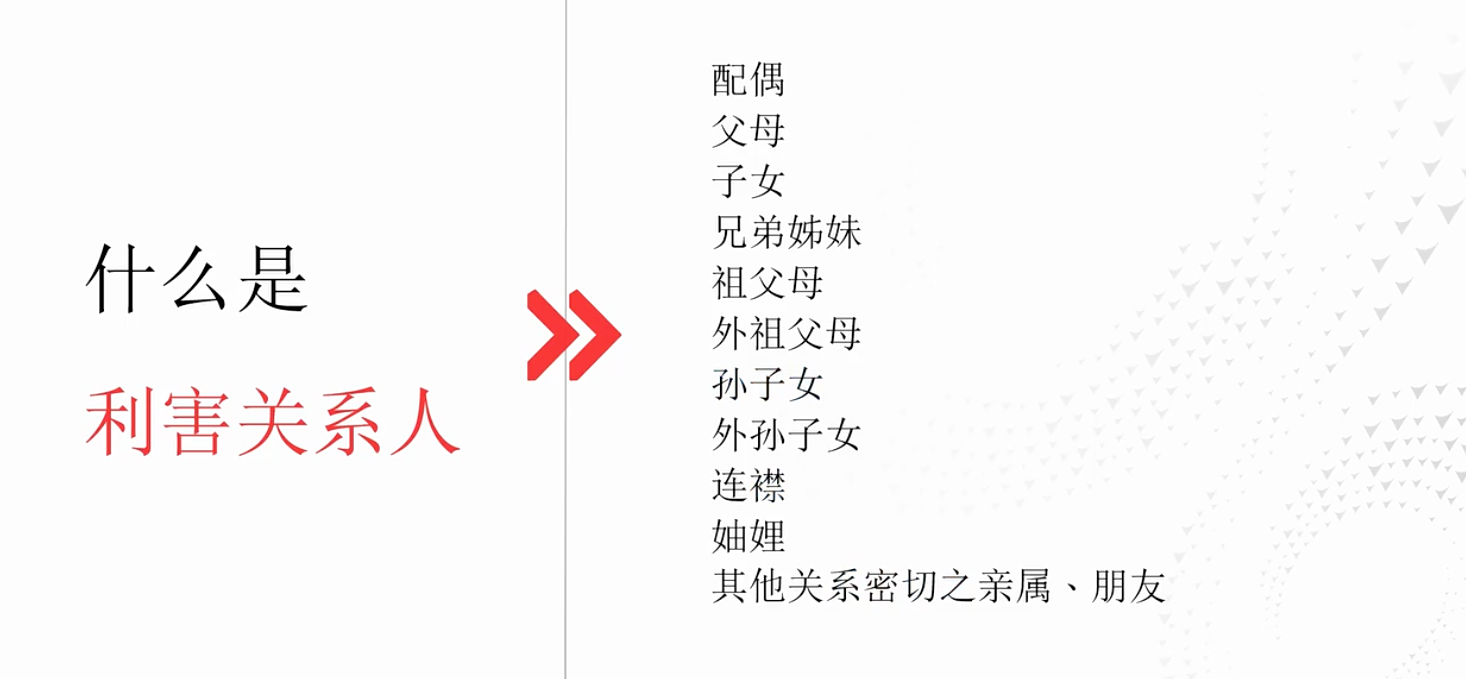 什么是
利害关系人
配偶
父母
子女
兄弟姊妹
祖父母
外祖父母
孙子女
外孙子女
连襟
妯娌
其他关系密切之亲属、朋友